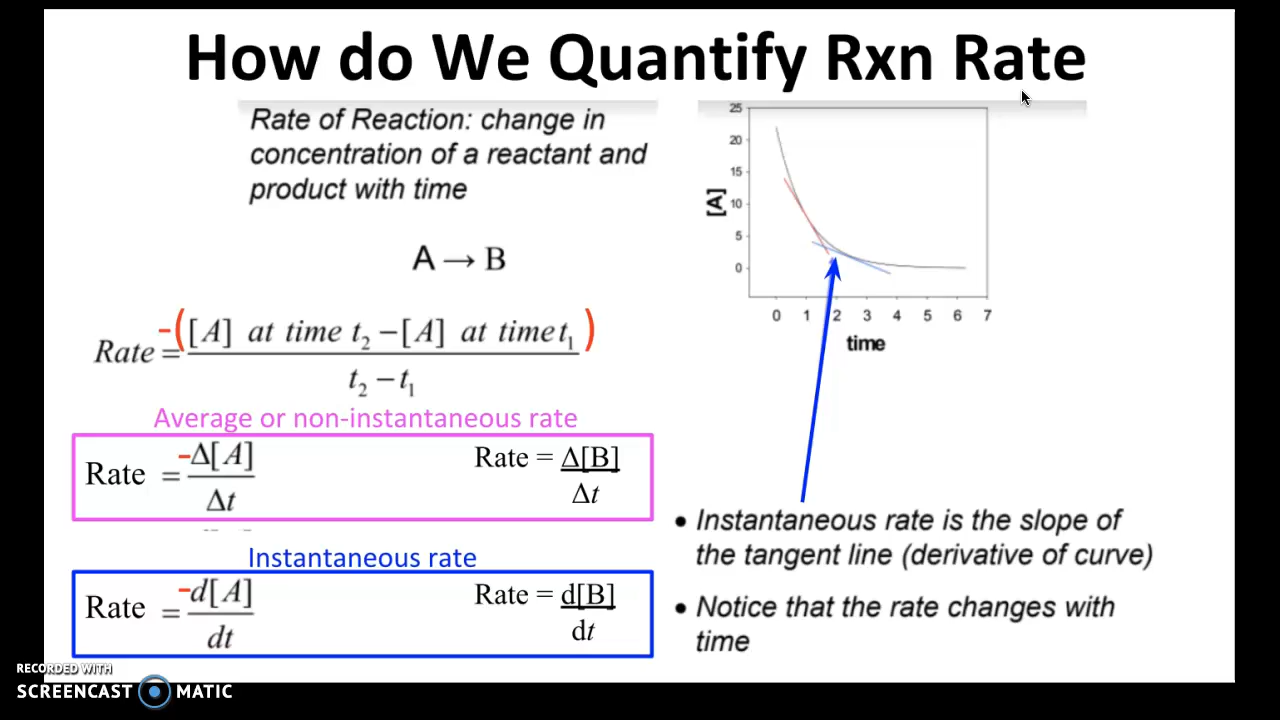 How do We Quantify Rxn Rate
Rate of Reaction: change in
concentration of a reactant and
product with time
A → B
Rate = -([A] at time t₂ – [A] at time t₁)
t₂ – t₁
Average or non-instantaneous rate
Rate = -Δ[A]
Δt
Rate = Δ[B]
Δt
Instantaneous rate
Rate = -d[A]
dt
Rate = d[B]
dt
25
20
15
10
5
0
[A]
0 1 2 3 4 5 6 7
time
• Instantaneous rate is the slope of
the tangent line (derivative of curve)
• Notice that the rate changes with
time
RECORDED WITH
SCREENCAST MATIC